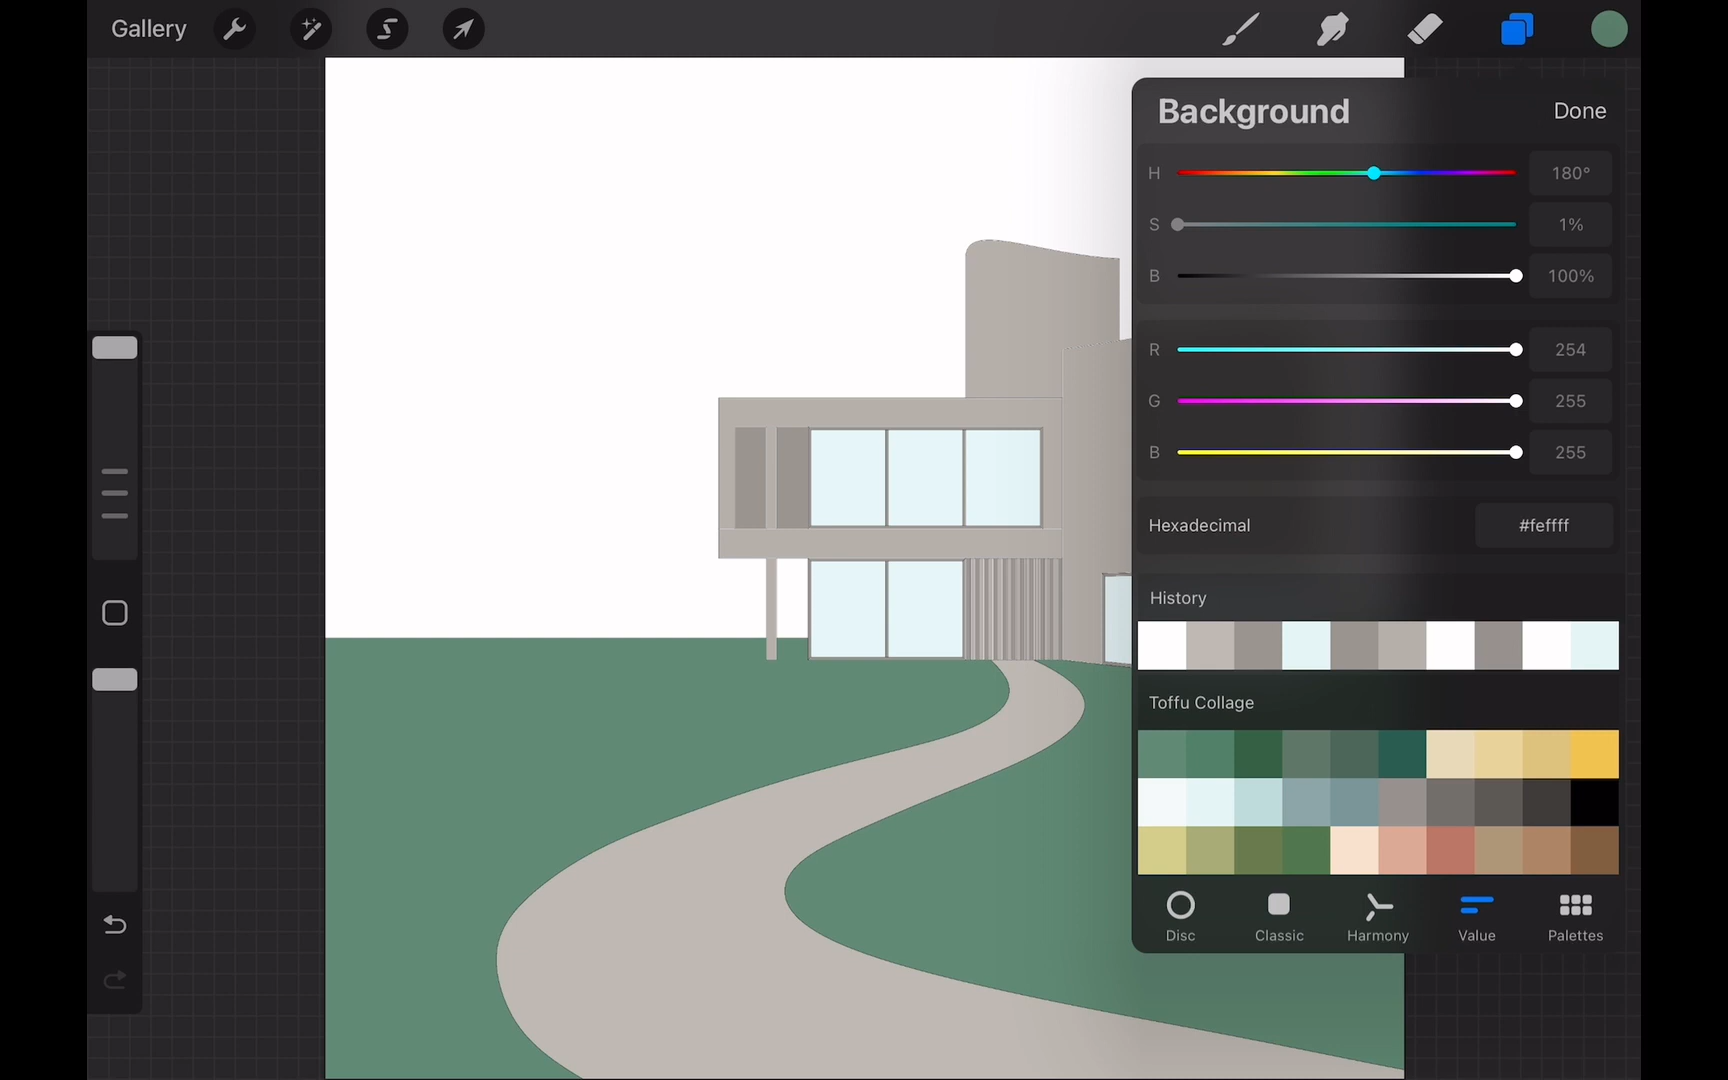 Gallery
Background
Done
H 180°
S 1%
B 100%
R 254
G 255
B 255
Hexadecimal #feffff
History
Toffu Collage
Disc Classic Harmony Value Palettes